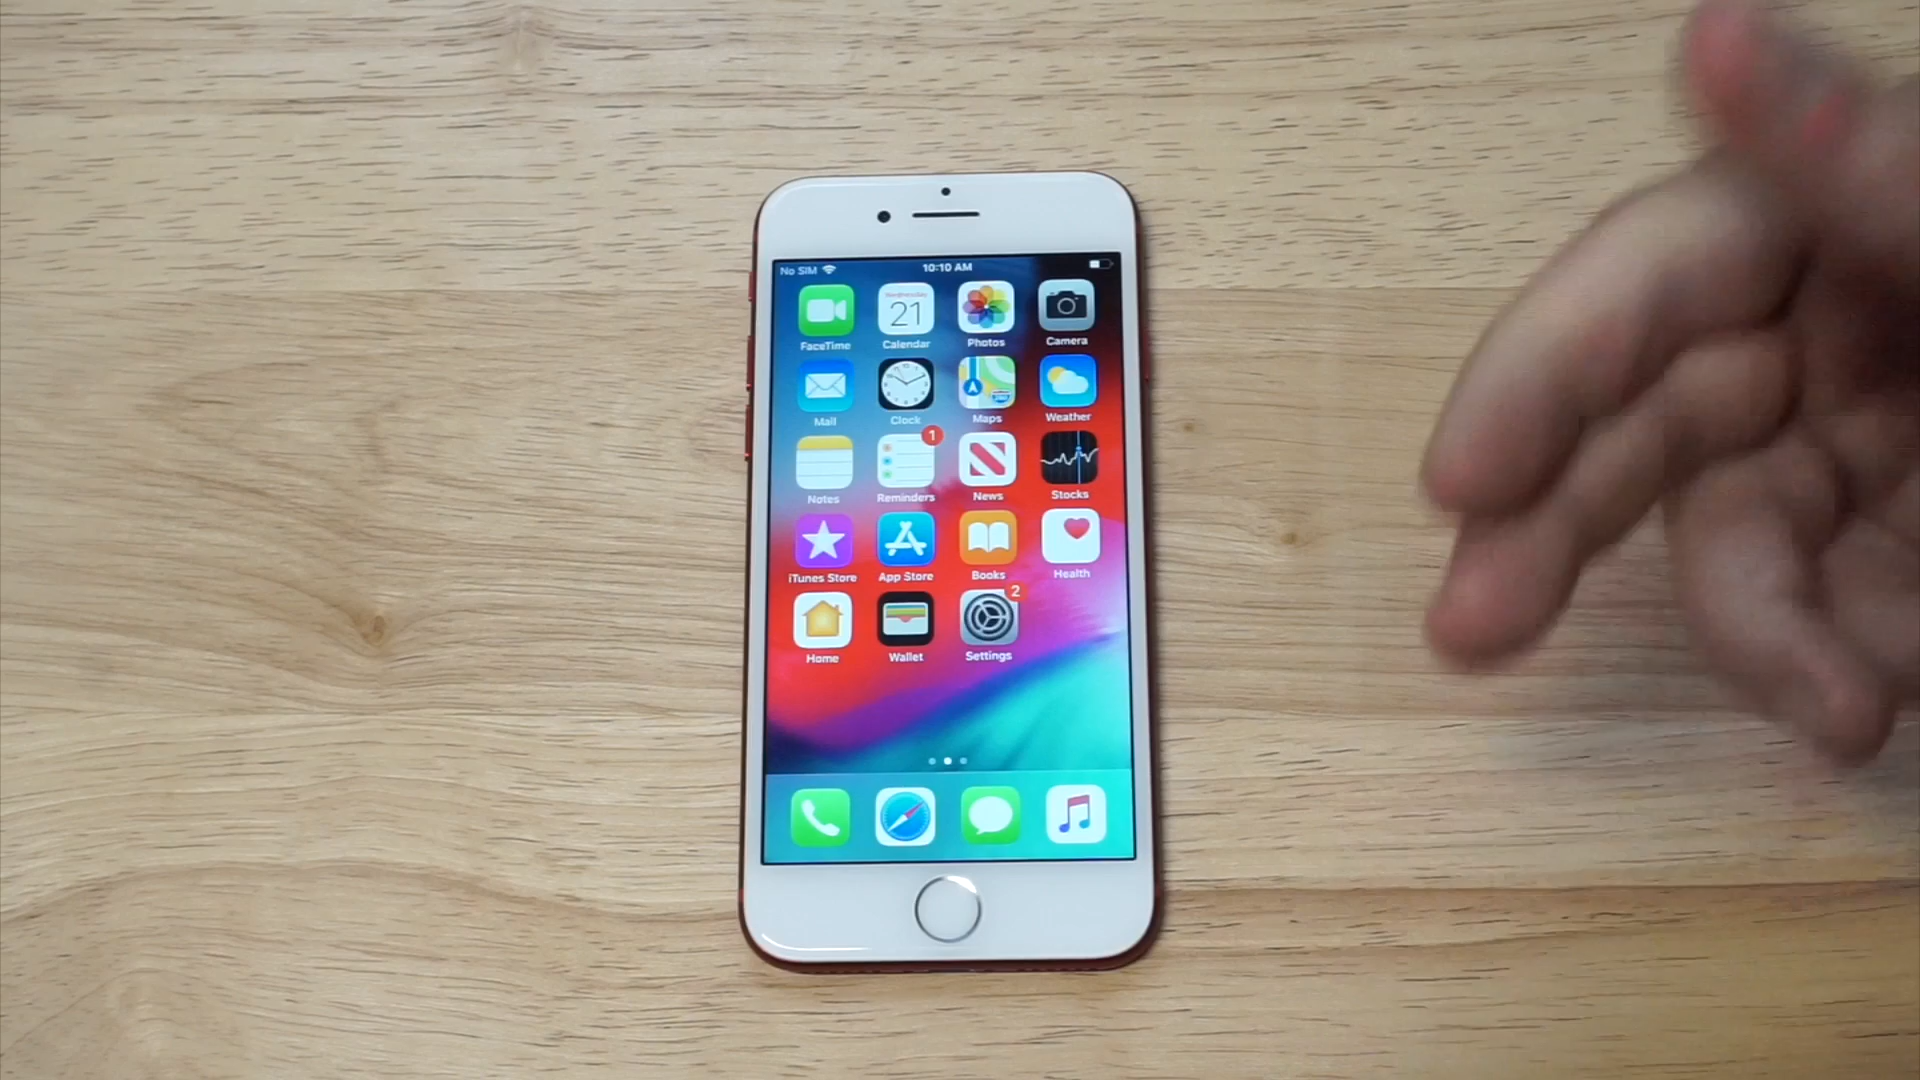 No SIM 10:10 AM
FaceTime Wednesday 21 Calendar Photos Camera
Mail Clock Maps Weather
Notes 1 Reminders News Stocks
iTunes Store App Store Books Health
Home Wallet 2 Settings